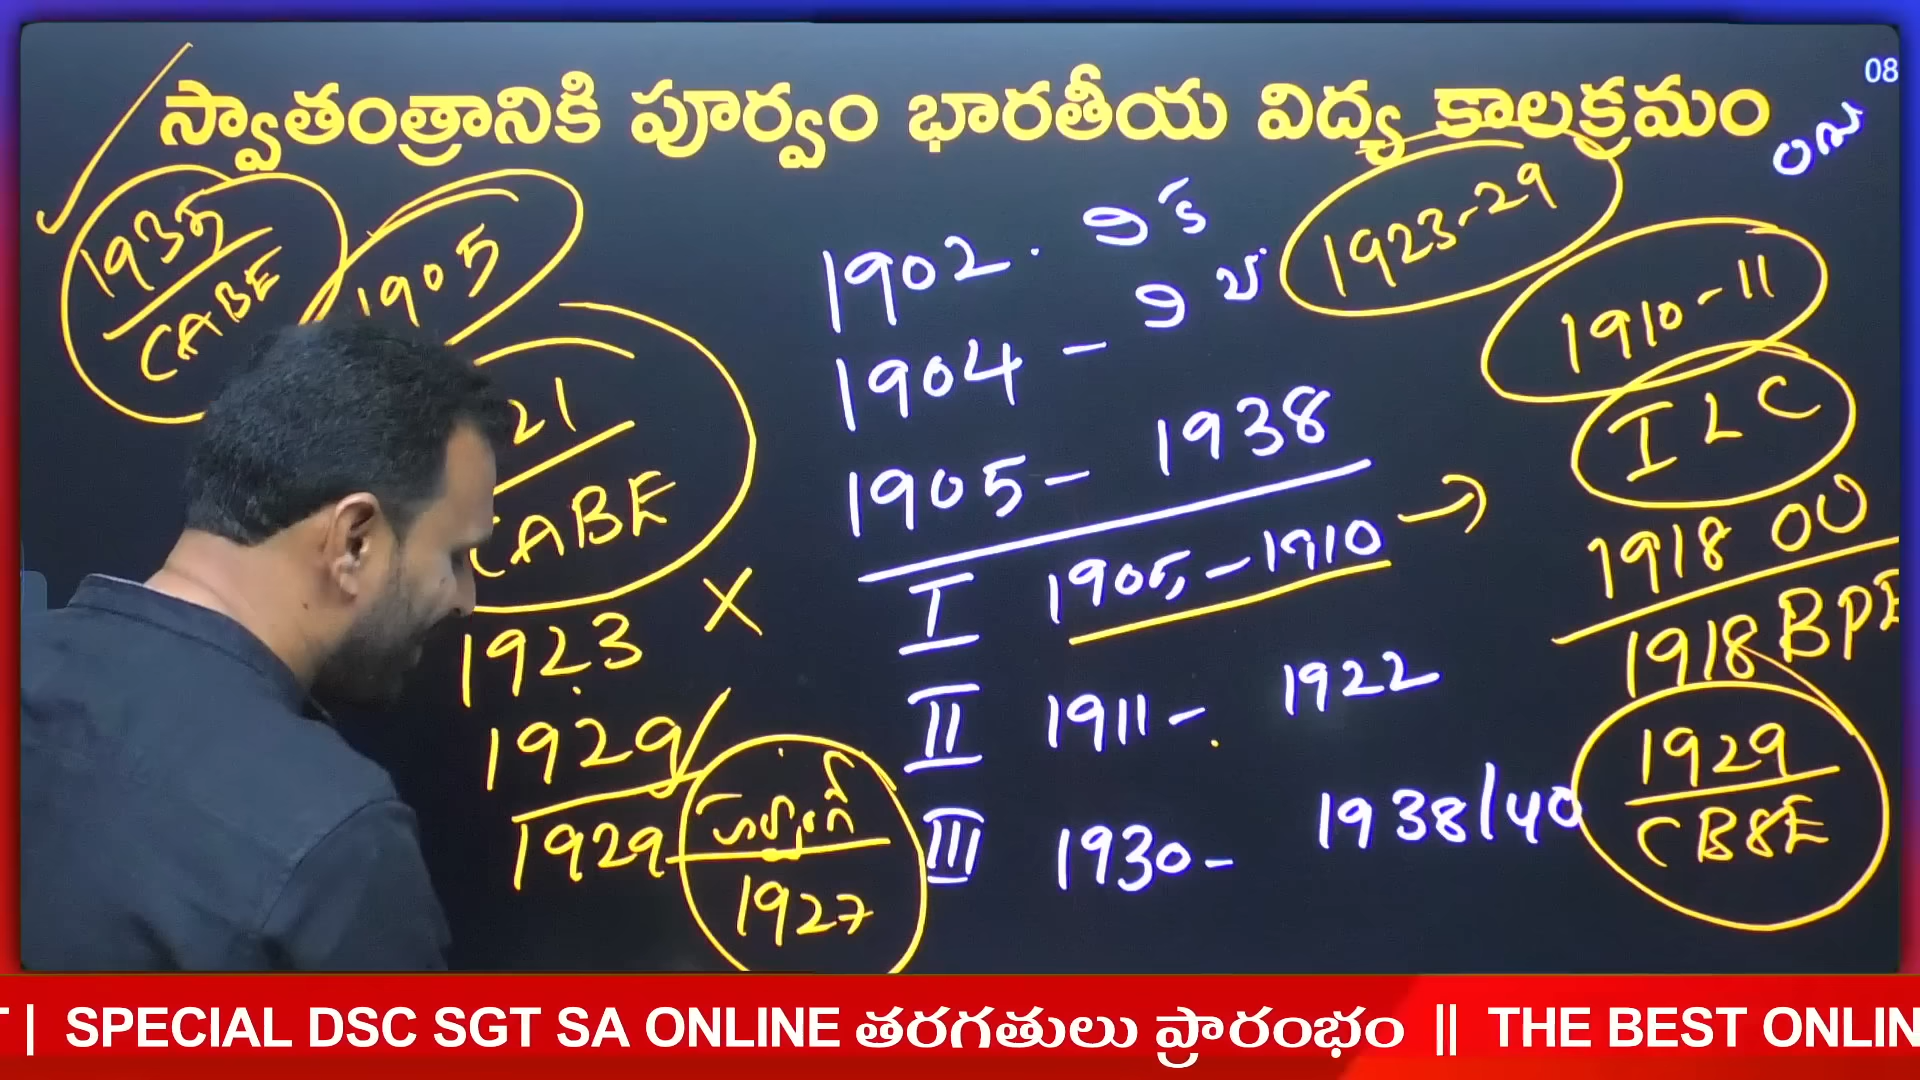 08
స్వాతంత్రానికి పూర్వం భారతీయ విద్య కాలక్రమం
1935
CABE
1905
21
CABE
1923 X
1929
1929
హర్టాగ్
1927
1902 . వి క
1904 - వి చ
1905 - 1938
I 1905 - 1910 →
II 1911 - 1922
III 1930 - 1938/40
1923-29
1910-11
I L C
1918 OU
1918 BPE
1929
CBSE
| SPECIAL DSC SGT SA ONLINE తరగతులు ప్రారంభం || THE BEST ONLIN